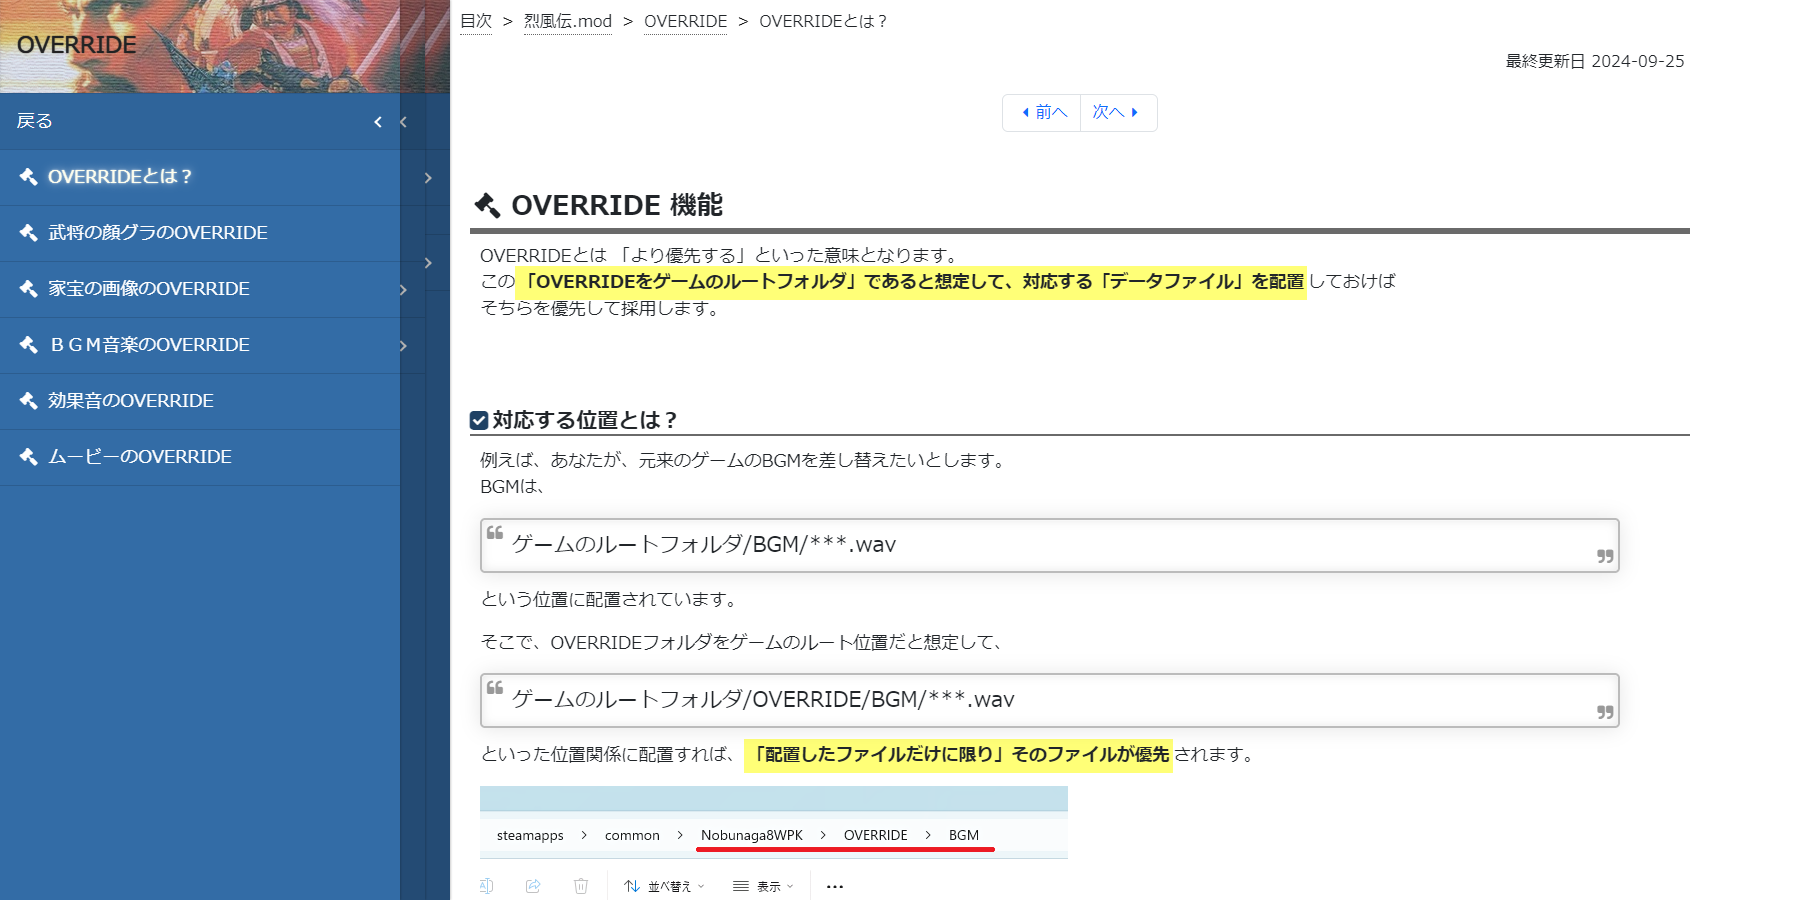 OVERRIDE
戻る
OVERRIDEとは？
武将の顔グラのOVERRIDE
家宝の画像のOVERRIDE
ＢＧＭ音楽のOVERRIDE
効果音のOVERRIDE
ムービーのOVERRIDE
目次 > 烈風伝.mod > OVERRIDE > OVERRIDEとは？
最終更新日 2024-09-25
前へ 次へ
OVERRIDE 機能
OVERRIDEとは 「より優先する」といった意味となります。
この「OVERRIDEをゲームのルートフォルダ」であると想定して、対応する「データファイル」を配置しておけば
そちらを優先して採用します。
対応する位置とは？
例えば、あなたが、元来のゲームのBGMを差し替えたいとします。
BGMは、
ゲームのルートフォルダ/BGM/***.wav
という位置に配置されています。
そこで、OVERRIDEフォルダをゲームのルート位置だと想定して、
ゲームのルートフォルダ/OVERRIDE/BGM/***.wav
といった位置関係に配置すれば、「配置したファイルだけに限り」そのファイルが優先されます。
steamapps > common > Nobunaga8WPK > OVERRIDE > BGM
並べ替え 表示 ...